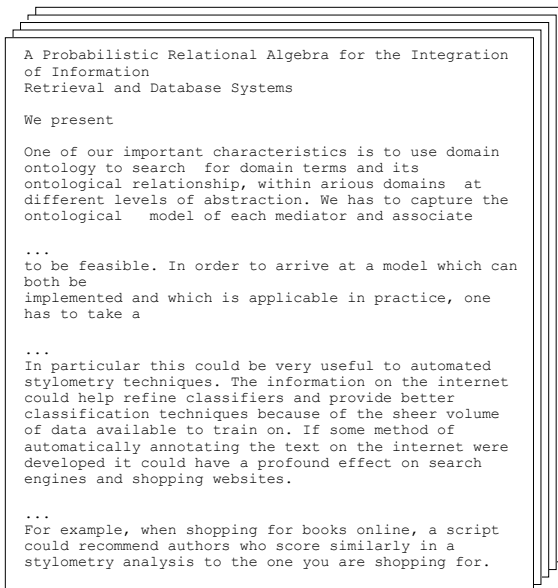 A Probabilistic Relational Algebra for the Integration
of Information
Retrieval and Database Systems

We present

One of our important characteristics is to use domain
ontology to search for domain terms and its
ontological relationship, within arious domains at
different levels of abstraction. We has to capture the
ontological model of each mediator and associate

...
to be feasible. In order to arrive at a model which can
both be
implemented and which is applicable in practice, one
has to take a

...
In particular this could be very useful to automated
stylometry techniques. The information on the internet
could help refine classifiers and provide better
classification techniques because of the sheer volume
of data available to train on. If some method of
automatically annotating the text on the internet were
developed it could have a profound effect on search
engines and shopping websites.

...
For example, when shopping for books online, a script
could recommend authors who score similarly in a
stylometry analysis to the one you are shopping for.